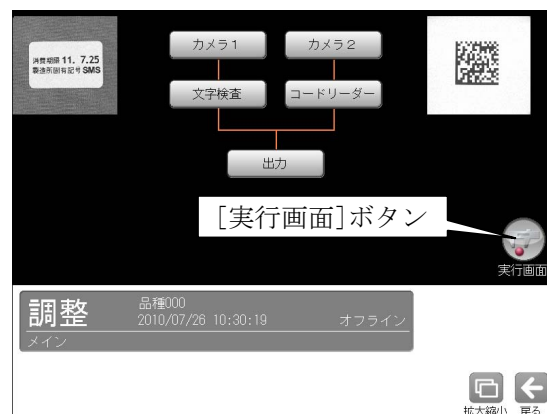 消費期限 11. 7.25
製造所固有記号 SMS
カメラ1
カメラ2
文字検査
コードリーダー
出力
[実行画面]ボタン
実行画面
調整
品種000
2010/07/26 10:30:19
オフライン
メイン
拡大縮小
戻る